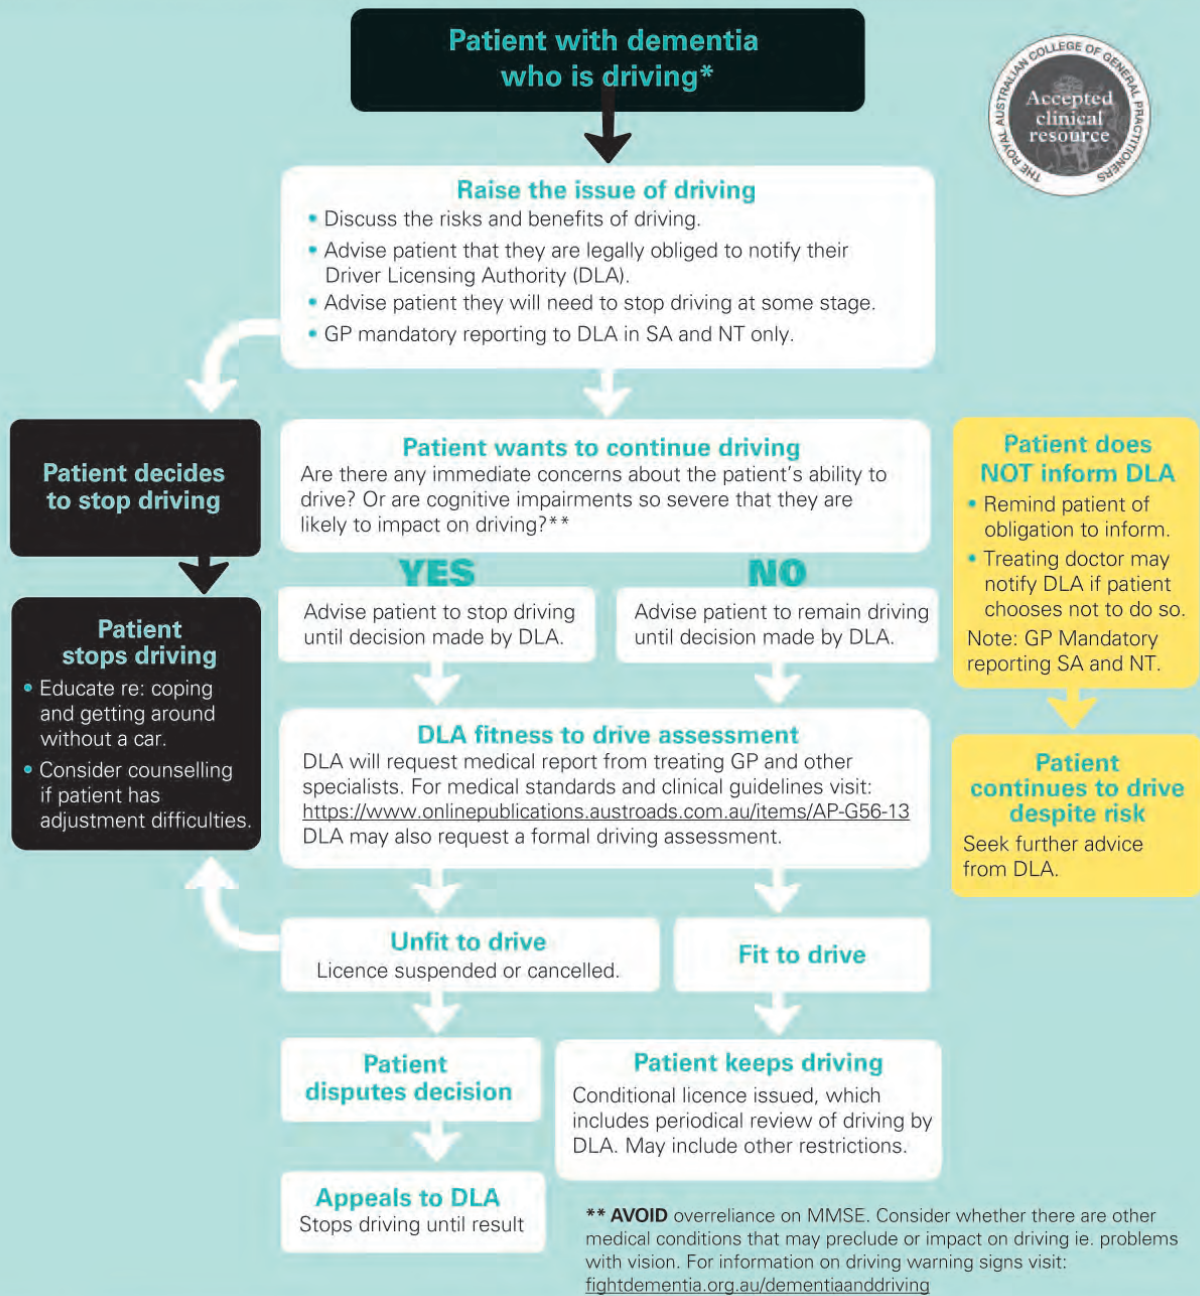 Patient with dementia
who is driving*
THE ROYAL AUSTRALIAN COLLEGE OF GENERAL PRACTITIONERS
Accepted
clinical
resource
Raise the issue of driving
• Discuss the risks and benefits of driving.
• Advise patient that they are legally obliged to notify their
Driver Licensing Authority (DLA).
• Advise patient they will need to stop driving at some stage.
• GP mandatory reporting to DLA in SA and NT only.
Patient decides
to stop driving
Patient
stops driving
• Educate re: coping
and getting around
without a car.
• Consider counselling
if patient has
adjustment difficulties.
Patient wants to continue driving
Are there any immediate concerns about the patient's ability to
drive? Or are cognitive impairments so severe that they are
likely to impact on driving?**
YES
Advise patient to stop driving
until decision made by DLA.
NO
Advise patient to remain driving
until decision made by DLA.
DLA fitness to drive assessment
DLA will request medical report from treating GP and other
specialists. For medical standards and clinical guidelines visit:
https://www.onlinepublications.austroads.com.au/items/AP-G56-13
DLA may also request a formal driving assessment.
Unfit to drive
Licence suspended or cancelled.
Fit to drive
Patient
disputes decision
Appeals to DLA
Stops driving until result
Patient keeps driving
Conditional licence issued, which
includes periodical review of driving by
DLA. May include other restrictions.
Patient does
NOT inform DLA
• Remind patient of
obligation to inform.
• Treating doctor may
notify DLA if patient
chooses not to do so.
Note: GP Mandatory
reporting SA and NT.
Patient
continues to drive
despite risk
Seek further advice
from DLA.
** AVOID overreliance on MMSE. Consider whether there are other
medical conditions that may preclude or impact on driving ie. problems
with vision. For information on driving warning signs visit:
fightdementia.org.au/dementiaanddriving